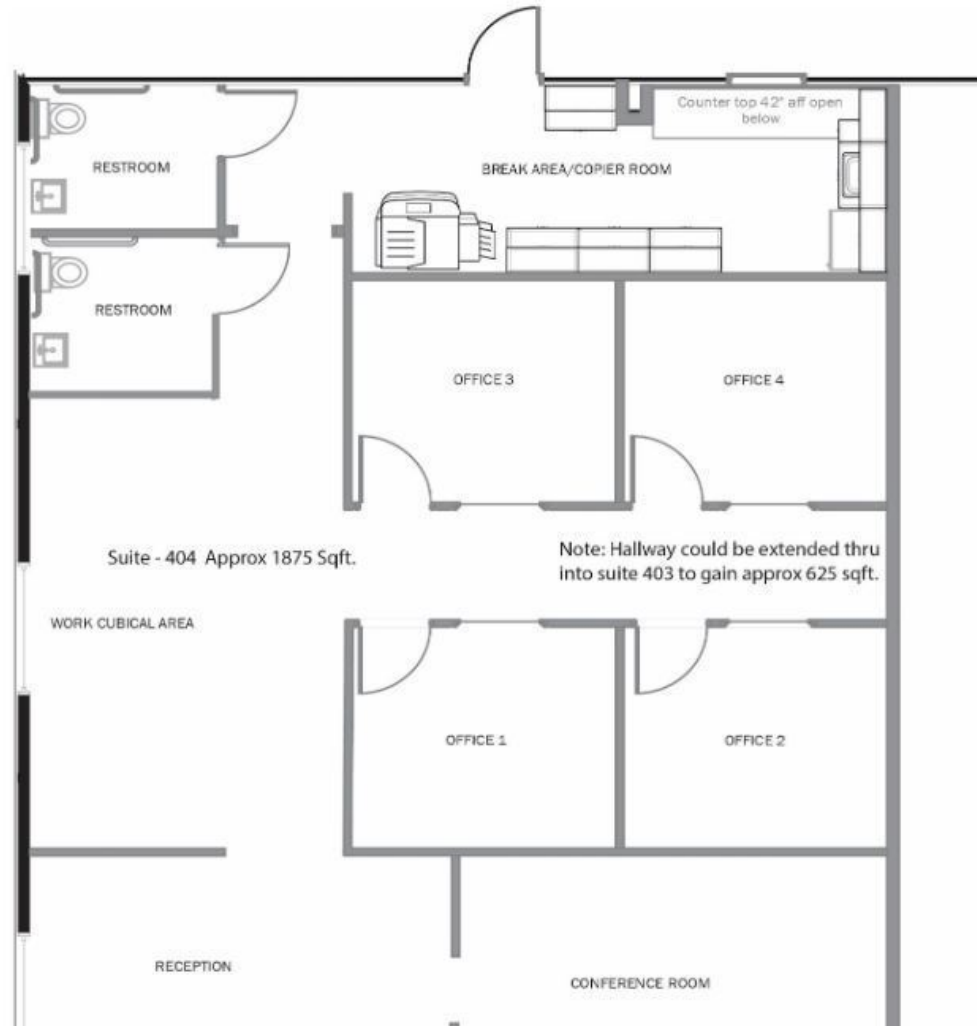 Counter top 42" aff open
below
RESTROOM
BREAK AREA/COPIER ROOM
RESTROOM
OFFICE 3
OFFICE 4
Suite - 404 Approx 1875 Sqft.
Note: Hallway could be extended thru
into suite 403 to gain approx 625 sqft.
WORK CUBICAL AREA
OFFICE 1
OFFICE 2
RECEPTION
CONFERENCE ROOM